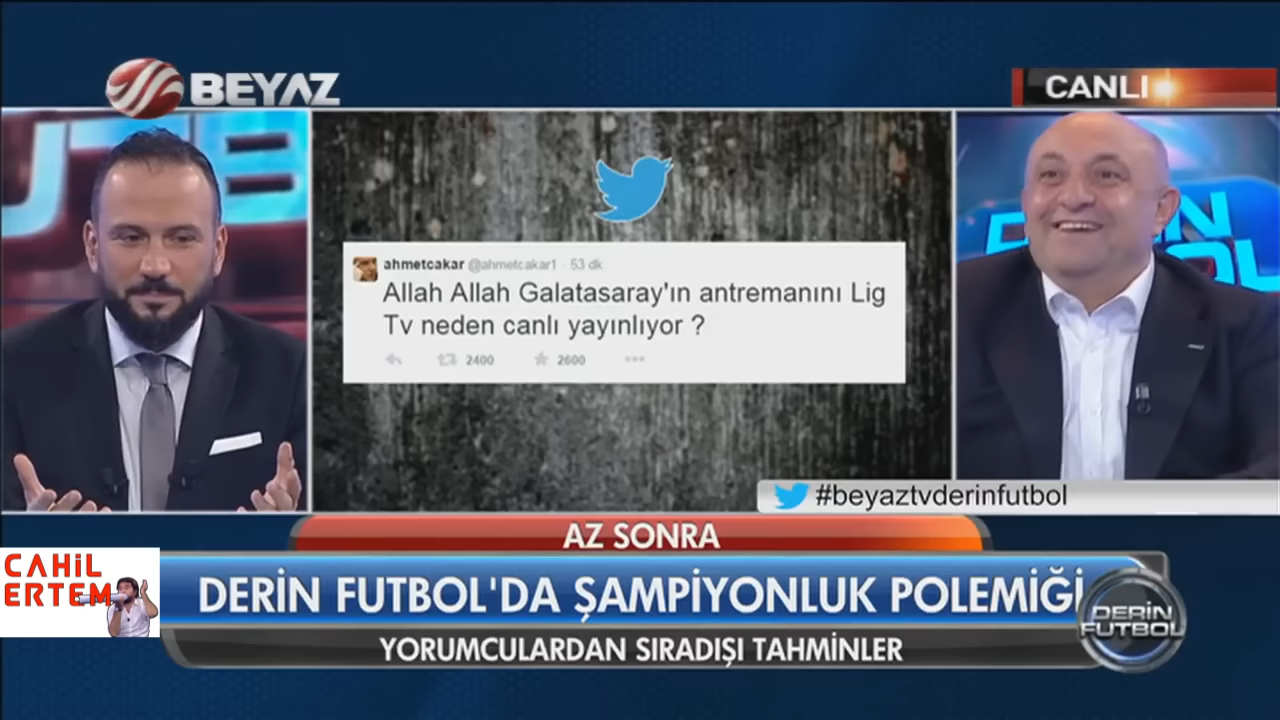 BEYAZ
CANLI
ahmetcakar @ahmetcakar1 53 dk
Allah Allah Galatasaray'ın antremanını Lig
Tv neden canlı yayınlıyor ?
2400 2600
DERİN
#beyaztvderinfutbol
AZ SONRA
CAHİL
ERTEM
DERİN FUTBOL'DA ŞAMPİYONLUK POLEMİĞİ
DERİN
FUTBOL
YORUMCULARDAN SIRADIŞI TAHMİNLER